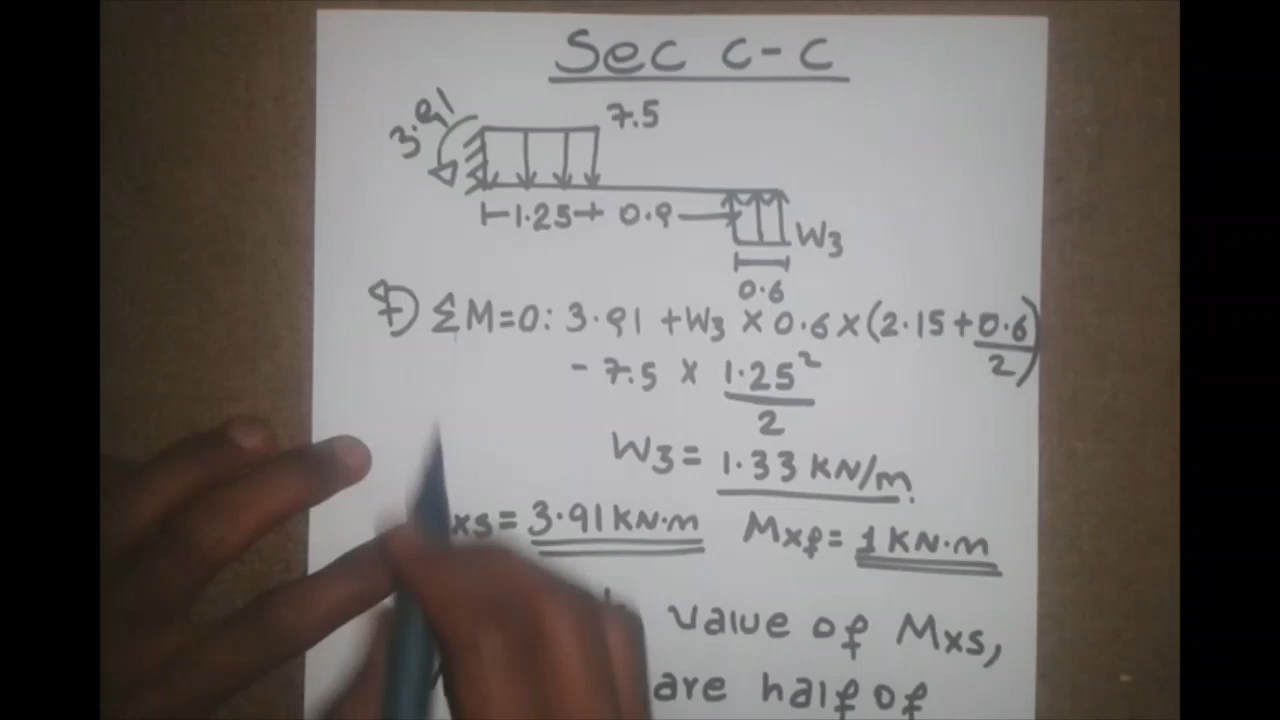 Sec C-C
3.91
7.5
1.25
0.9
W3
0.6
ΣM=0: 3.91 +W3 × 0.6×(2.15+0.6/2)
- 7.5 × 1.25²/2
W3= 1.33 KN/m.
xs= 3.91KN.m Mxf= 1 KN.m
value of Mxs,
are half of